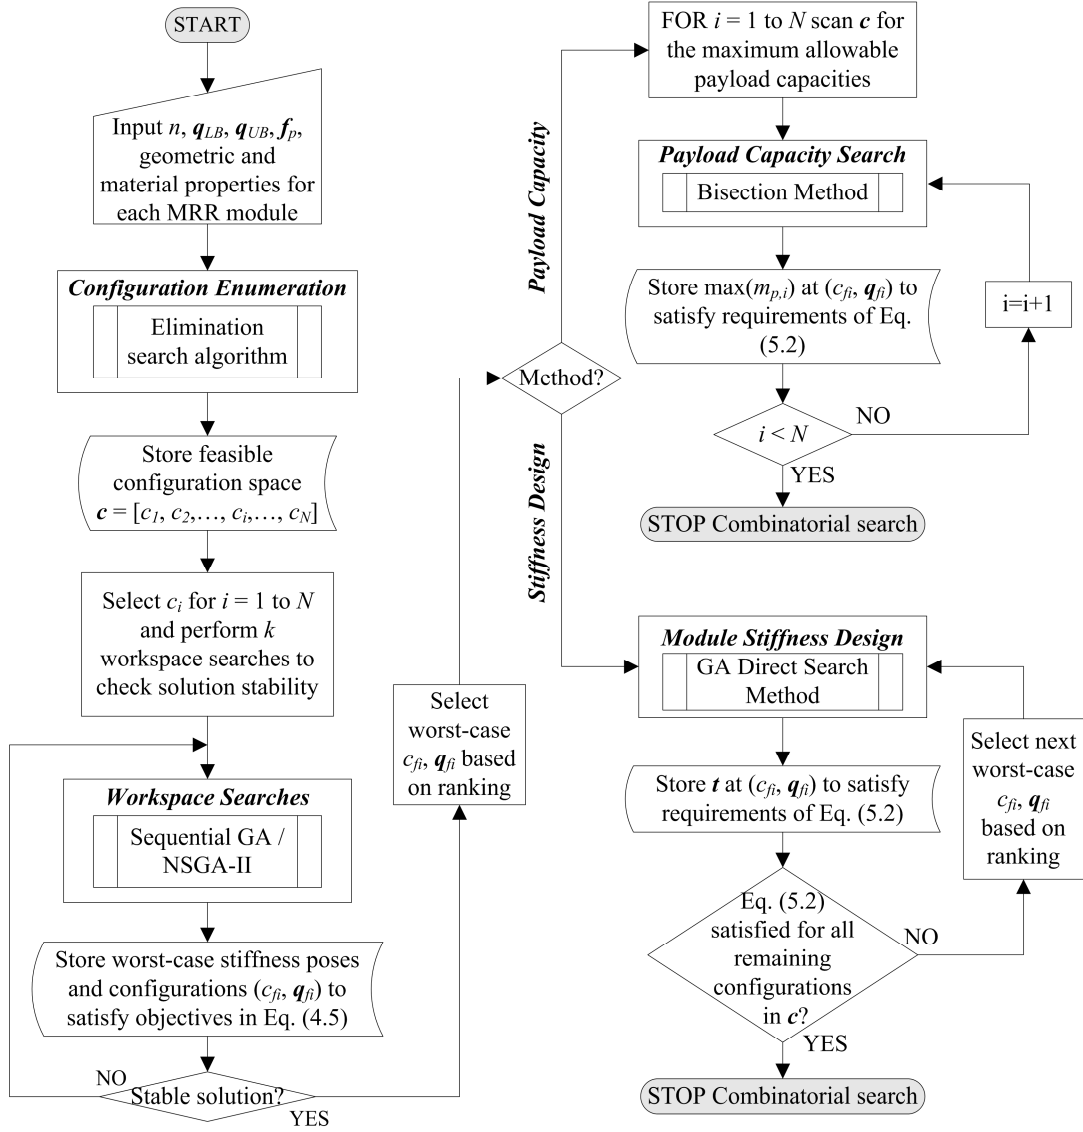 START
Input n, qLB, qUB, fp,
geometric and
material properties for
each MRR module
Configuration Enumeration
Elimination
search algorithm
Store feasible
configuration space
c = [c1, c2,…, ci,…, cN]
Select ci for i = 1 to N
and perform k
workspace searches to
check solution stability
Workspace Searches
Sequential GA /
NSGA-II
Store worst-case stiffness poses
and configurations (cfi, qfi) to
satisfy objectives in Eq. (4.5)
NO
Stable solution?
YES
Select
worst-case
cfi, qfi based
on ranking
Method?
Payload Capacity
Stiffness Design
FOR i = 1 to N scan c for
the maximum allowable
payload capacities
Payload Capacity Search
Bisection Method
Store max(mp,i) at (cfi, qfi) to
satisfy requirements of Eq.
(5.2)
i=i+1
i < N
NO
YES
STOP Combinatorial search
Module Stiffness Design
GA Direct Search
Method
Store t at (cfi, qfi) to satisfy
requirements of Eq. (5.2)
Select next
worst-case
cfi, qfi
based on
ranking
Eq. (5.2)
satisfied for all
remaining
configurations
in c?
NO
YES
STOP Combinatorial search